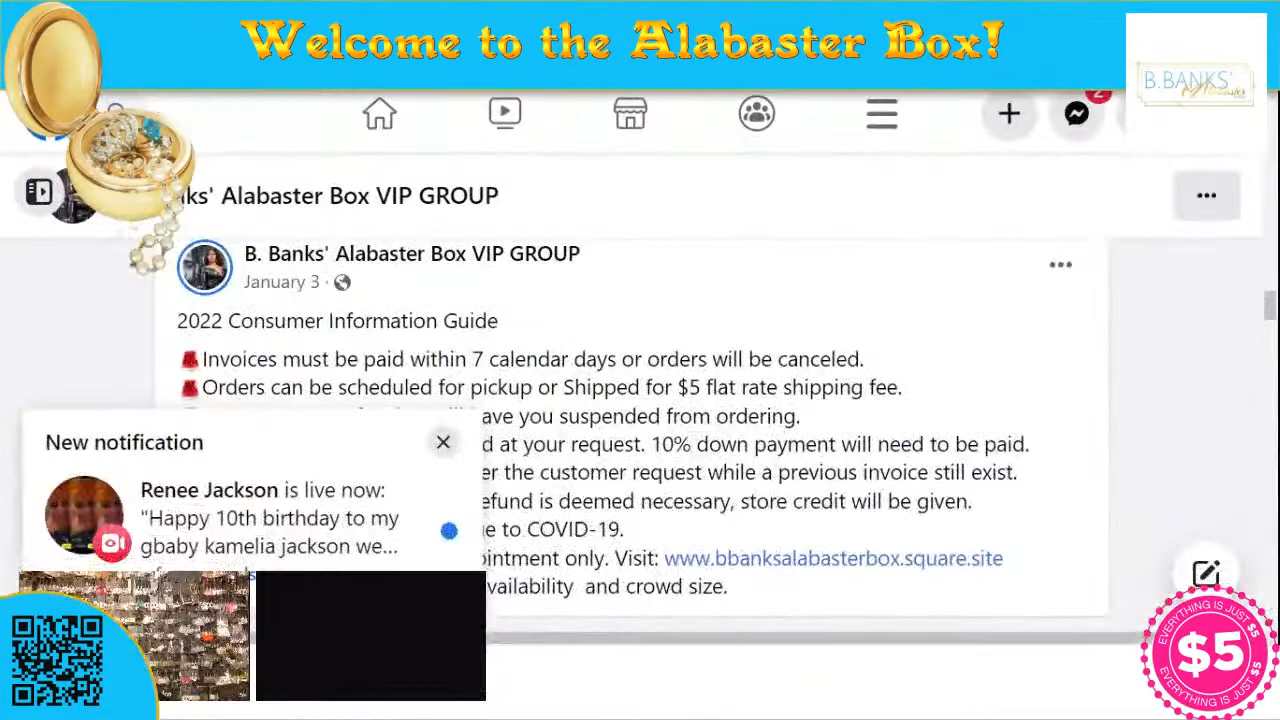 Welcome to the Alabaster Box!
B.BANKS'
2
ks' Alabaster Box VIP GROUP
B. Banks' Alabaster Box VIP GROUP
January 3 ·
2022 Consumer Information Guide
Invoices must be paid within 7 calendar days or orders will be canceled.
Orders can be scheduled for pickup or Shipped for $5 flat rate shipping fee.
ave you suspended from ordering.
d at your request. 10% down payment will need to be paid.
er the customer request while a previous invoice still exist.
efund is deemed necessary, store credit will be given.
e to COVID-19.
ointment only. Visit: www.bbanksalabasterbox.square.site
vailability and crowd size.
New notification
Renee Jackson is live now:
"Happy 10th birthday to my
gbaby kamelia jackson we...
EVERYTHING IS JUST $5
$5
EVERYTHING IS JUST $5